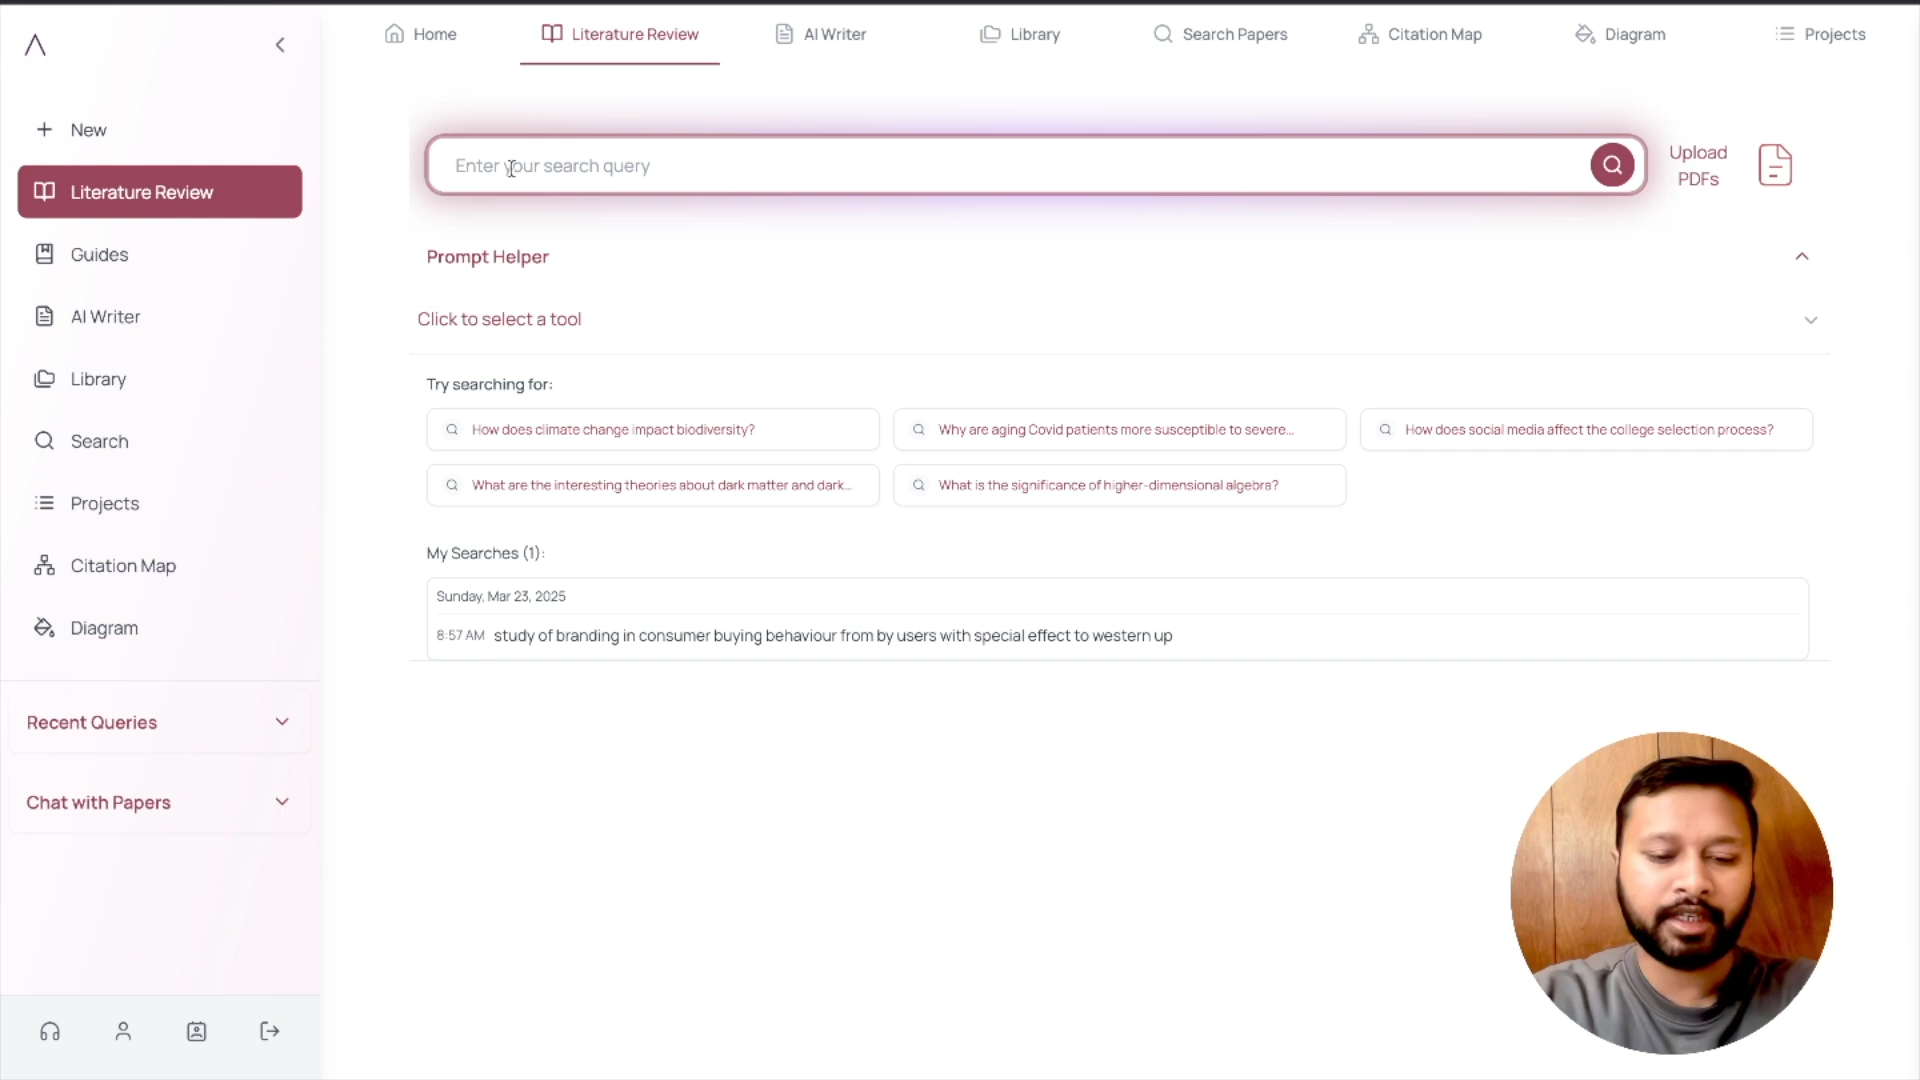 Home
Literature Review
AI Writer
Library
Search Papers
Citation Map
Diagram
Projects
New
Literature Review
Guides
AI Writer
Library
Search
Projects
Citation Map
Diagram
Recent Queries
Chat with Papers
Enter your search query
Upload
PDFs
Prompt Helper
Click to select a tool
Try searching for:
How does climate change impact biodiversity?
Why are aging Covid patients more susceptible to severe...
How does social media affect the college selection process?
What are the interesting theories about dark matter and dark...
What is the significance of higher-dimensional algebra?
My Searches (1):
Sunday, Mar 23, 2025
8:57 AM study of branding in consumer buying behaviour from by users with special effect to western up